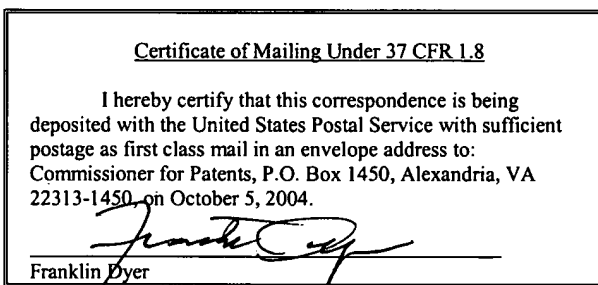 Certificate of Mailing Under 37 CFR 1.8
I hereby certify that this correspondence is being
deposited with the United States Postal Service with sufficient
postage as first class mail in an envelope address to:
Commissioner for Patents, P.O. Box 1450, Alexandria, VA
22313-1450, on October 5, 2004.
Franklin Dyer